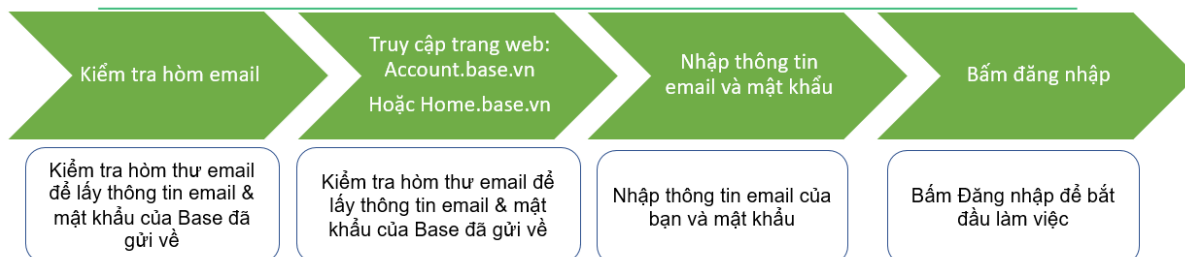 Kiểm tra hòm email
Truy cập trang web:
Account.base.vn
Hoặc Home.base.vn
Nhập thông tin
email và mật khẩu
Bấm đăng nhập
Kiểm tra hòm thư email
để lấy thông tin email &
mật khẩu của Base đã
gửi về
Kiểm tra hòm thư email để
lấy thông tin email & mật
khẩu của Base đã gửi về
Nhập thông tin email của
bạn và mật khẩu
Bấm Đăng nhập để bắt
đầu làm việc